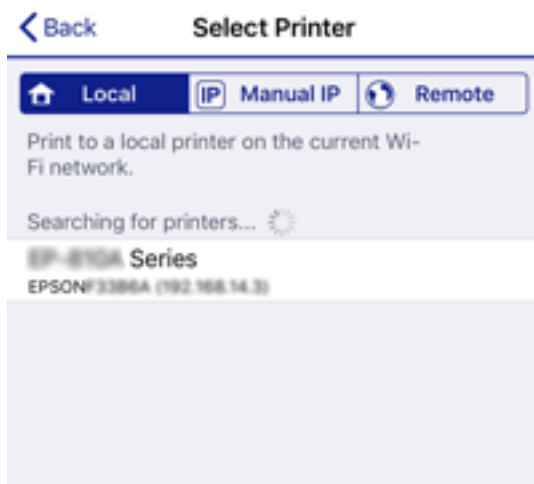 Back
Select Printer
Local
IP Manual IP
Remote
Print to a local printer on the current Wi-
Fi network.
Searching for printers...
Series
EPSON